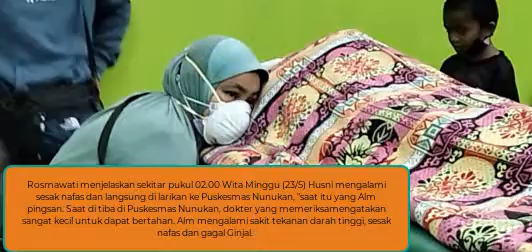 Rosmawati menjelaskan sekitar pukul 02.00 Wita Minggu (23/5) Husni mengalami
sesak nafas dan langsung di larikan ke Puskesmas Nunukan, "saat itu yang Alm
pingsan. Saat di tiba di Puskesmas Nunukan, dokter yang memeriksamengatakan
sangat kecil untuk dapat bertahan. Alm mengalami sakit tekanan darah tinggi, sesak
nafas dan gagal Ginjal.